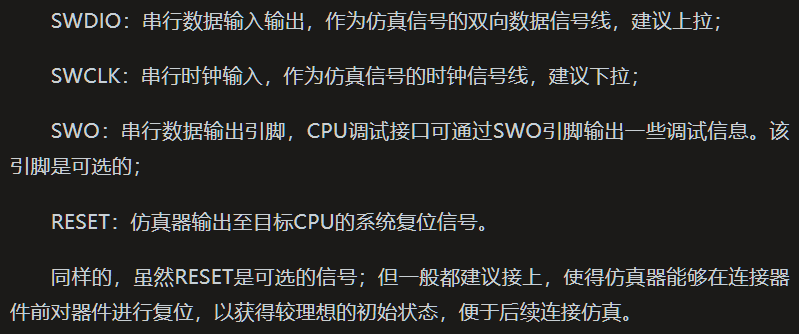 SWDIO：串行数据输入输出，作为仿真信号的双向数据信号线，建议上拉；
SWCLK：串行时钟输入，作为仿真信号的时钟信号线，建议下拉；
SWO：串行数据输出引脚，CPU调试接口可通过SWO引脚输出一些调试信息。该
引脚是可选的；
RESET：仿真器输出至目标CPU的系统复位信号。
同样的，虽然RESET是可选的信号；但一般都建议接上，使得仿真器能够在连接器
件前对器件进行复位，以获得较理想的初始状态，便于后续连接仿真。